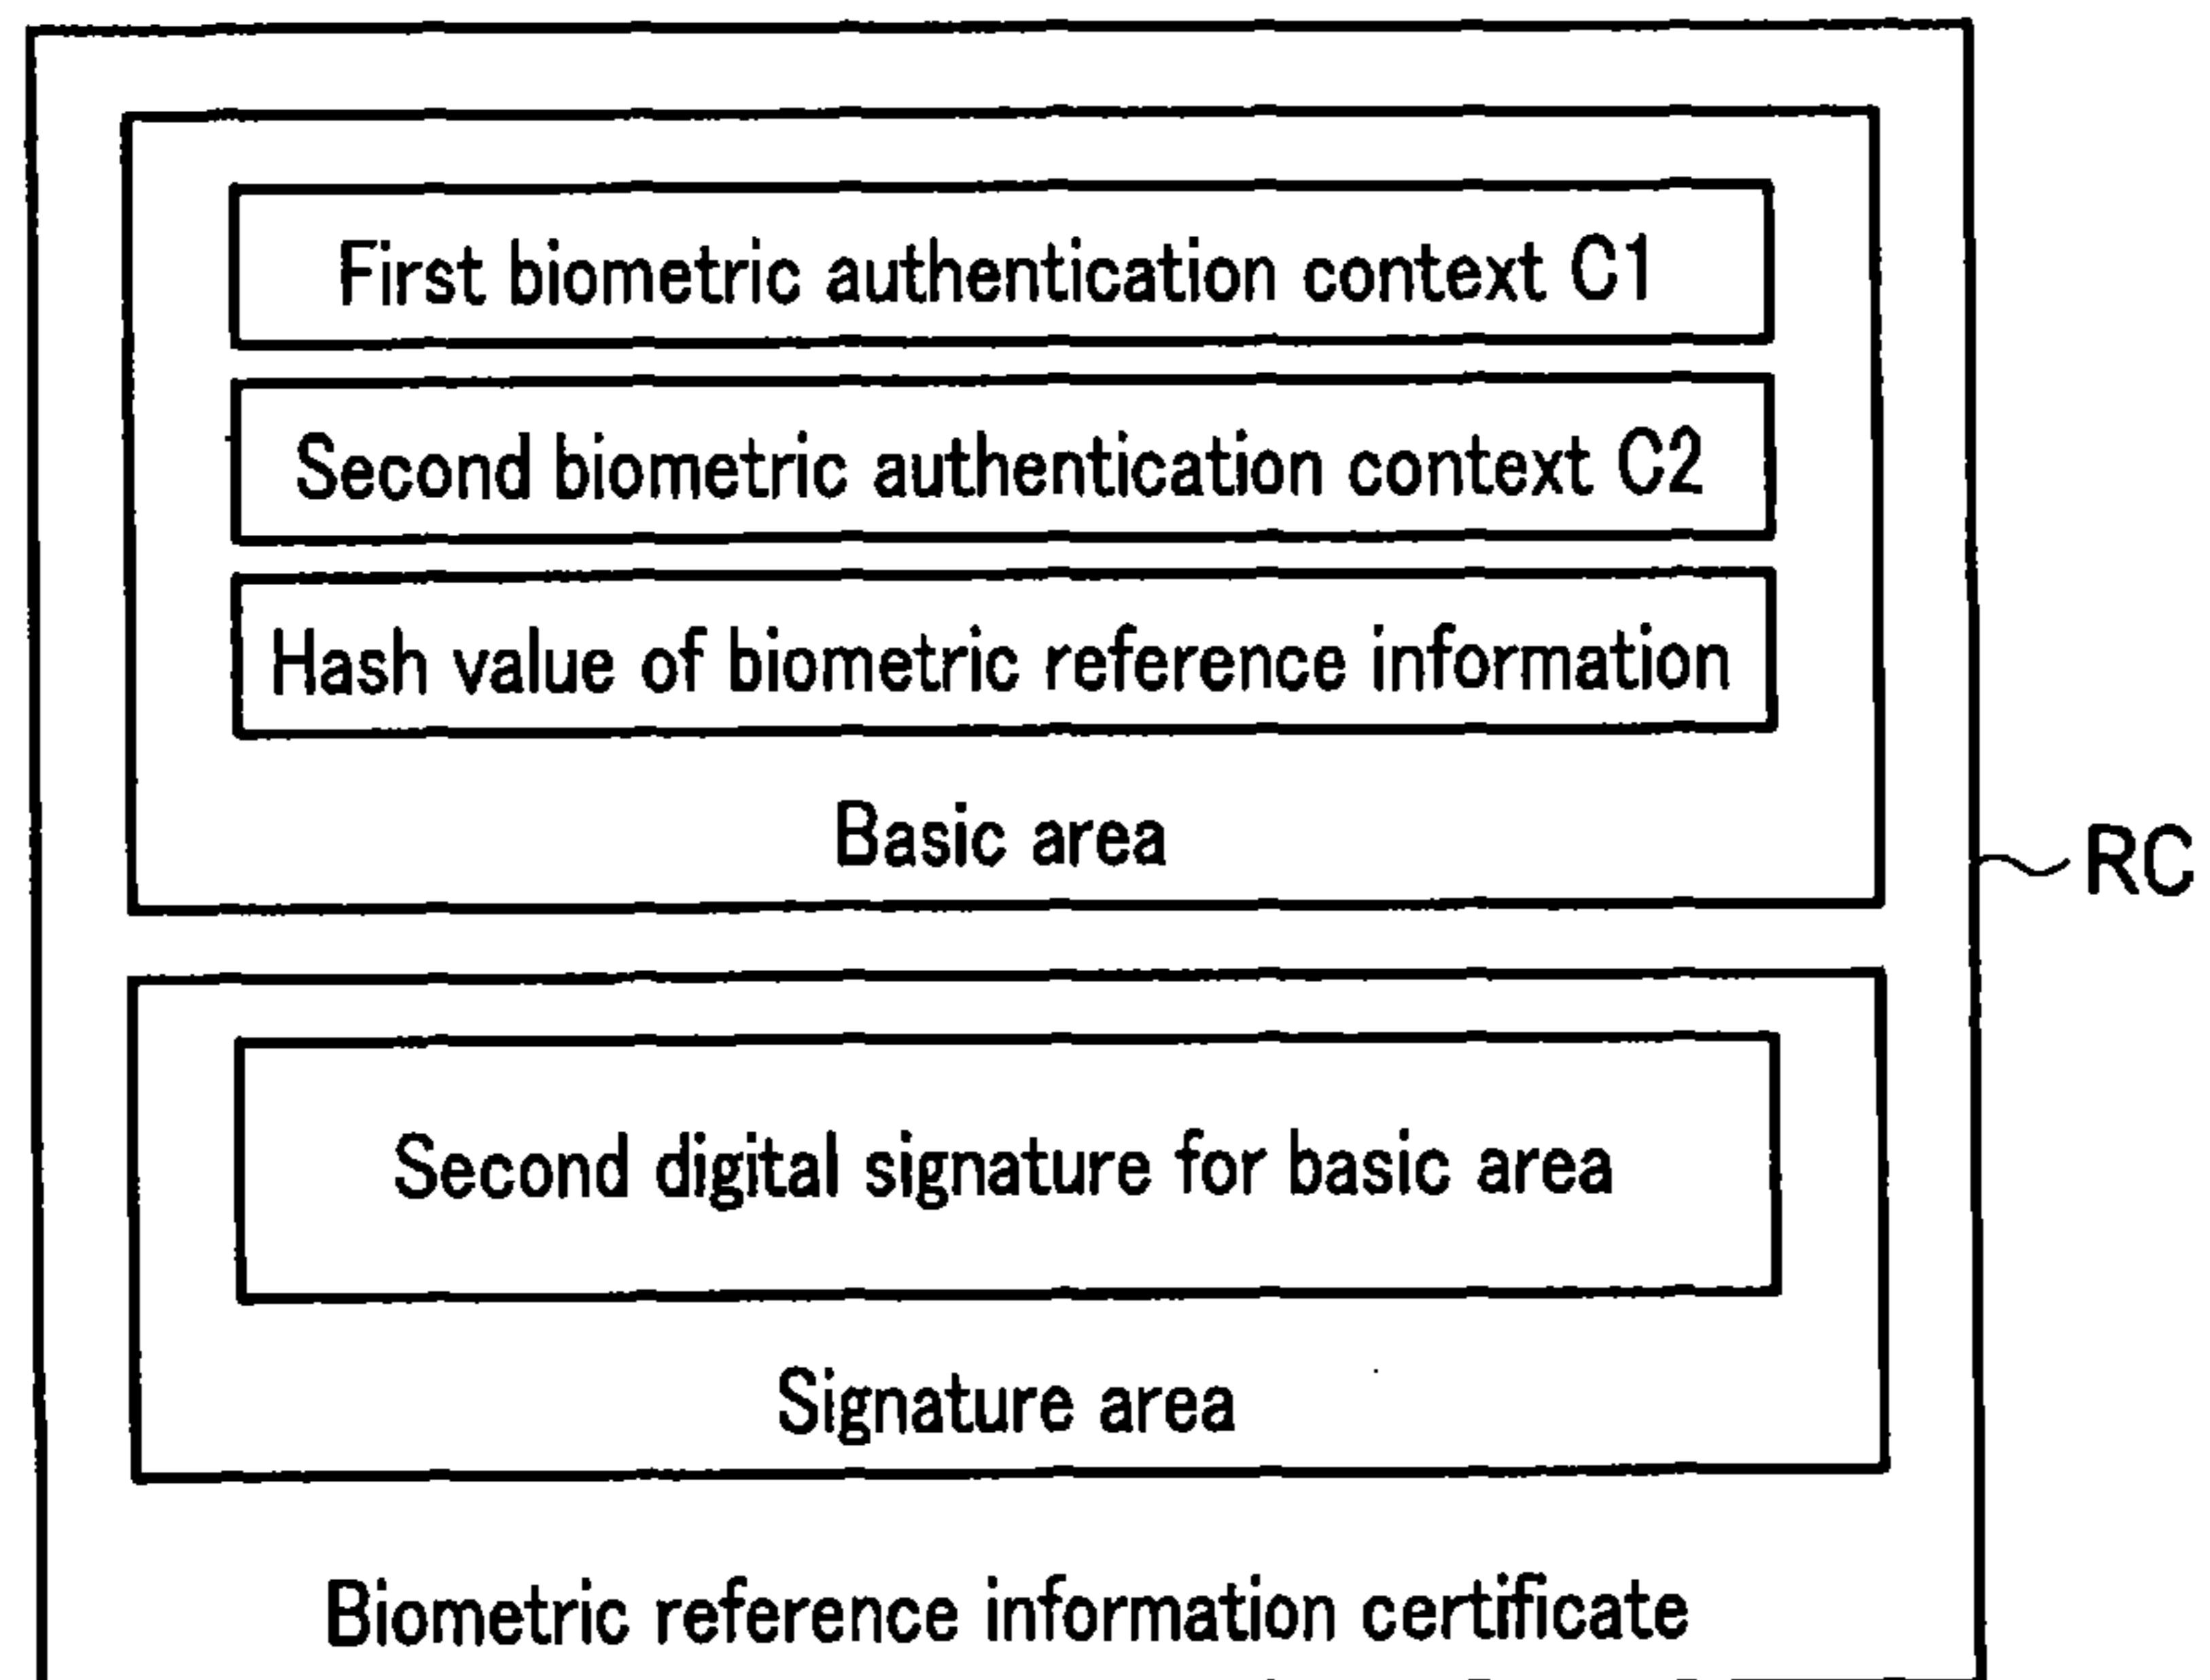 First biometric authentication context C1
Second biometric authentication context C2
Hash value of biometric reference information
Basic area
RC
Second digital signature for basic area
Signature area
Biometric reference information certificate